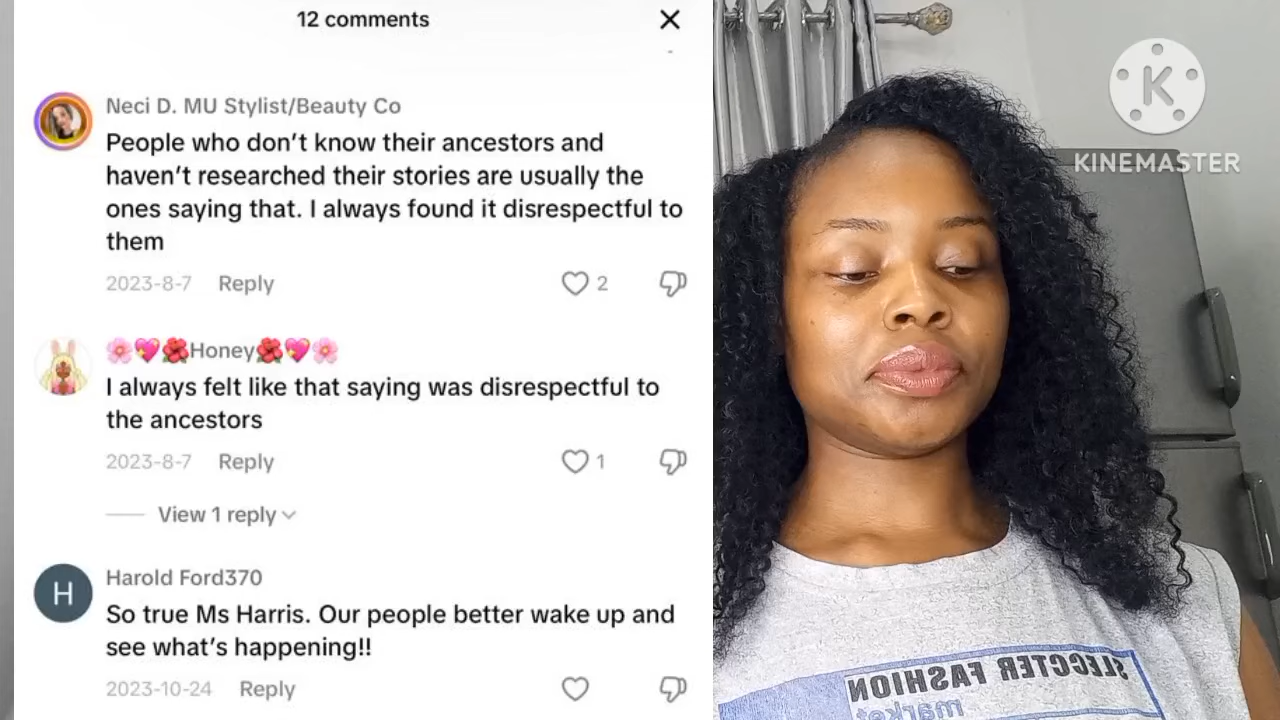 12 comments
Neci D. MU Stylist/Beauty Co
People who don't know their ancestors and
haven't researched their stories are usually the
ones saying that. I always found it disrespectful to
them
2023-8-7 Reply 2
🌸💖🌺Honey🌺💖🌸
I always felt like that saying was disrespectful to
the ancestors
2023-8-7 Reply 1
View 1 reply
H
Harold Ford370
So true Ms Harris. Our people better wake up and
see what's happening!!
2023-10-24 Reply
K
KINEMASTER
SLECTER FASHION
market